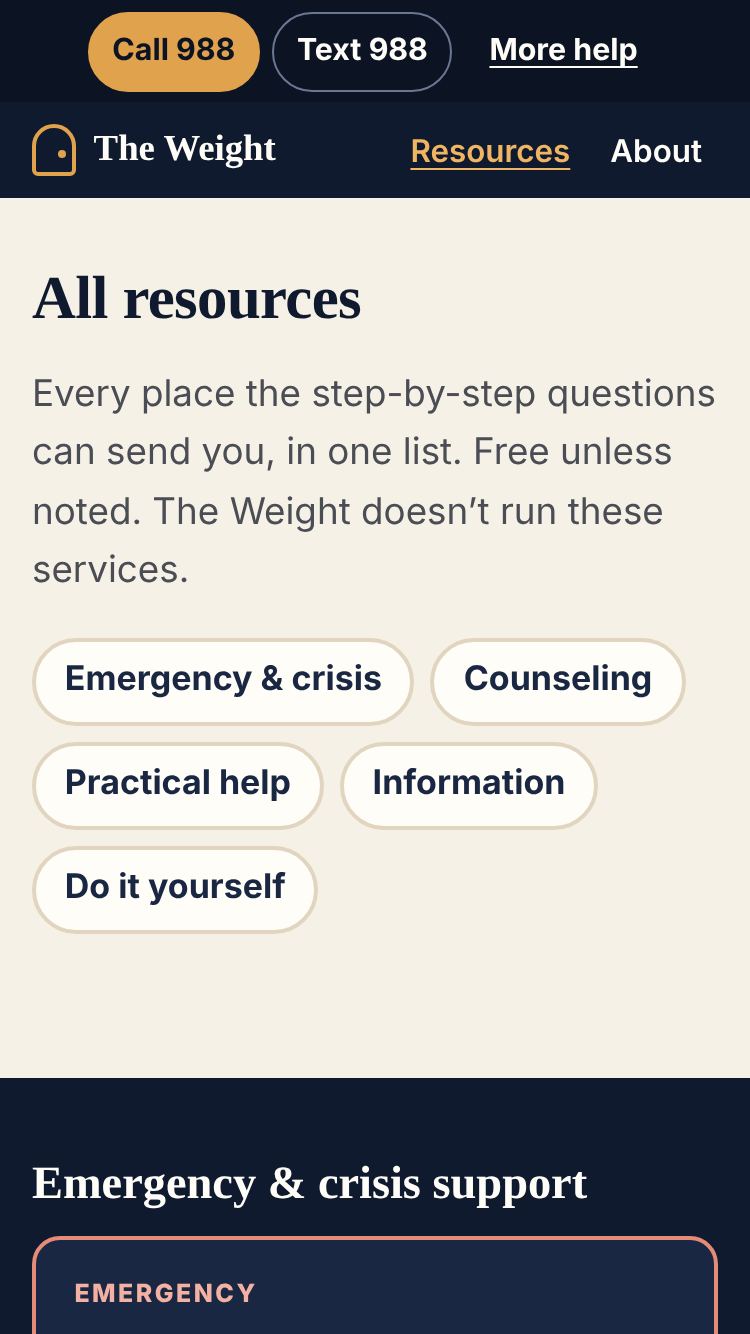 Call 988 Text 988 More help
The Weight Resources About
All resources
Every place the step-by-step questions
can send you, in one list. Free unless
noted. The Weight doesn’t run these
services.
Emergency & crisis Counseling
Practical help Information
Do it yourself
Emergency & crisis support
EMERGENCY